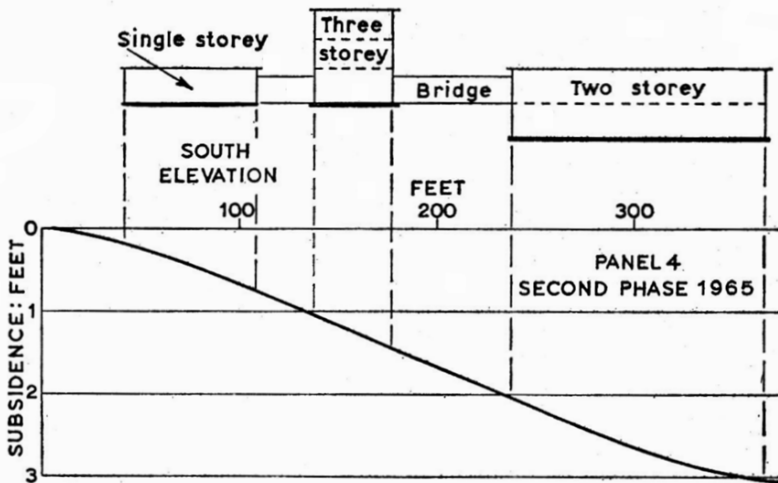 Single storey
Three
storey
Bridge
Two storey
SOUTH
ELEVATION
FEET
100
200
300
0
1
2
3
SUBSIDENCE: FEET
PANEL 4
SECOND PHASE 1965